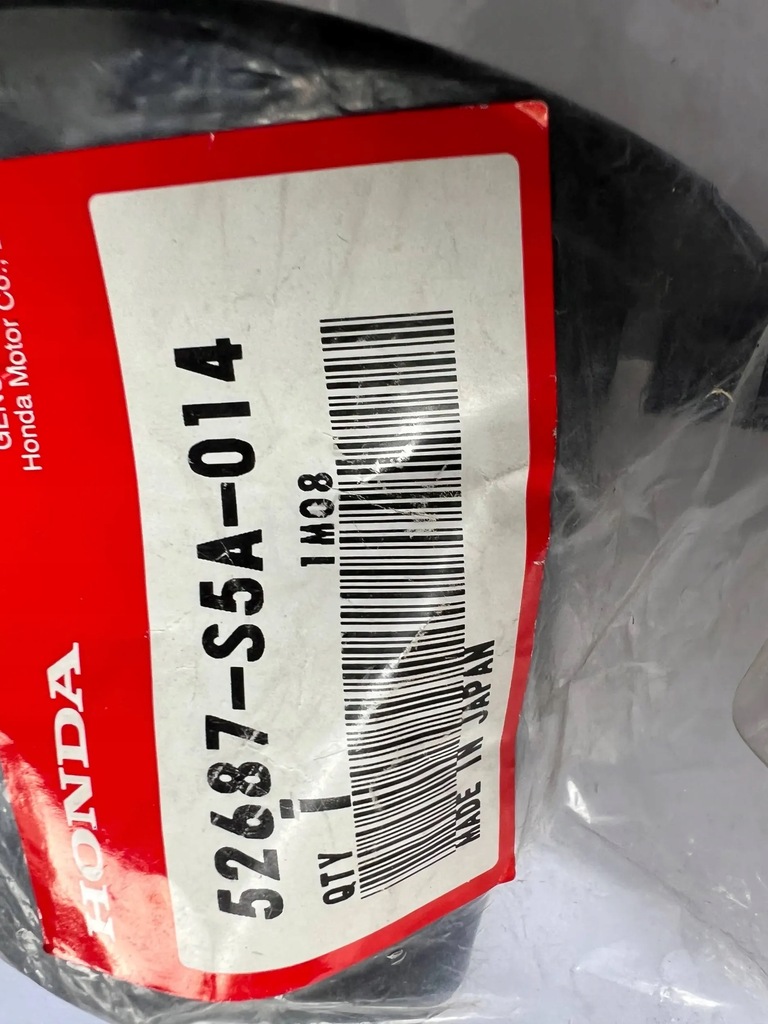 Honda Motor Co.,
HONDA
52687-S5A-014
QTY 1
1M08
MADE IN JAPAN